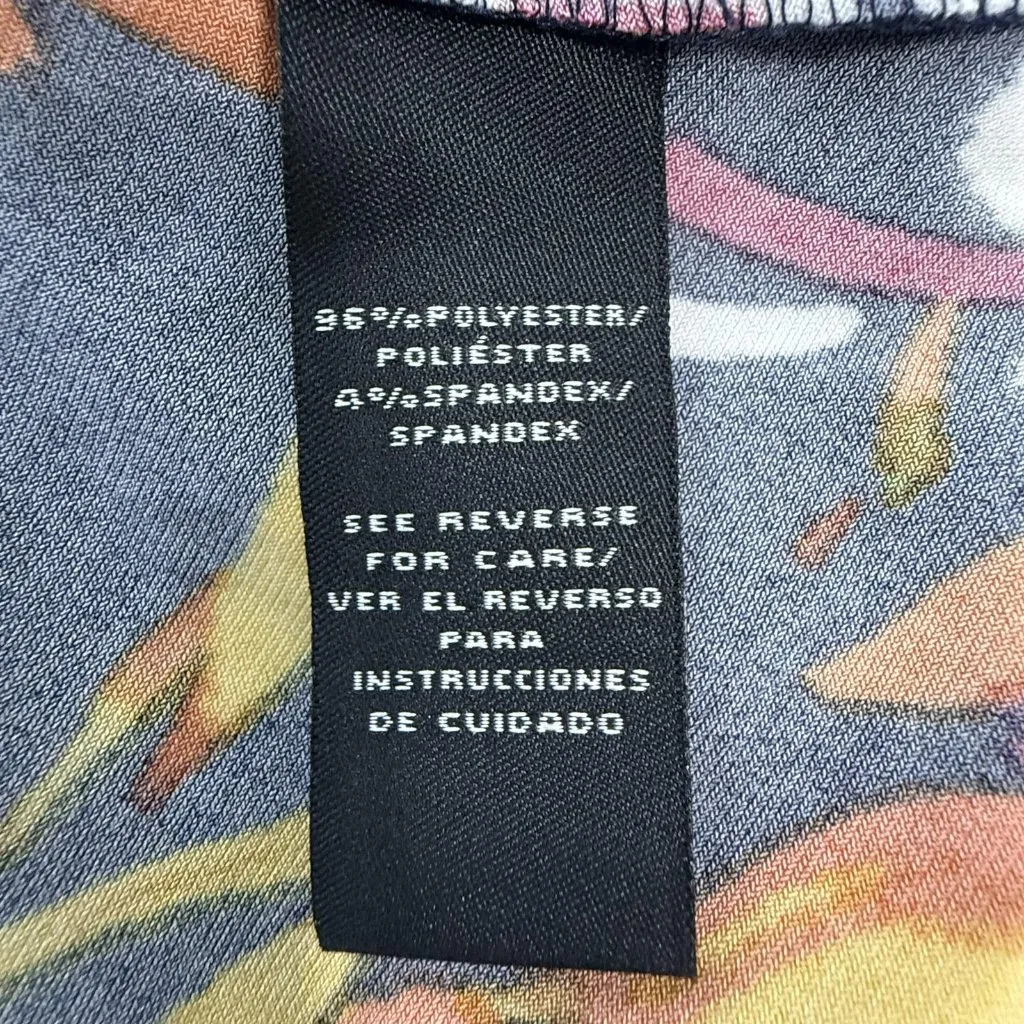 96%POLYESTER/
POLIÉSTER
4%SPANDEX/
SPANDEX
SEE REVERSE
FOR CARE/
VER EL REVERSO
PARA
INSTRUCCIONES
DE CUIDADO